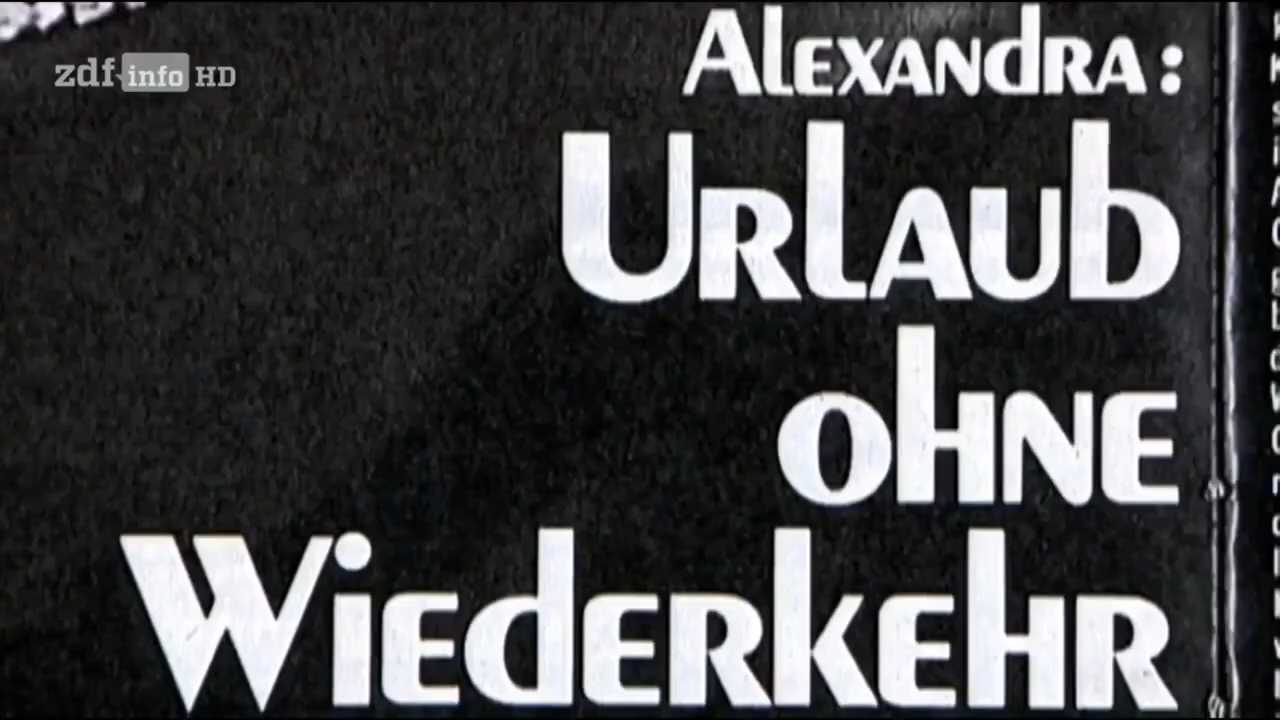 zdf info HD
Alexandra:
Urlaub
ohne
Wiederkehr